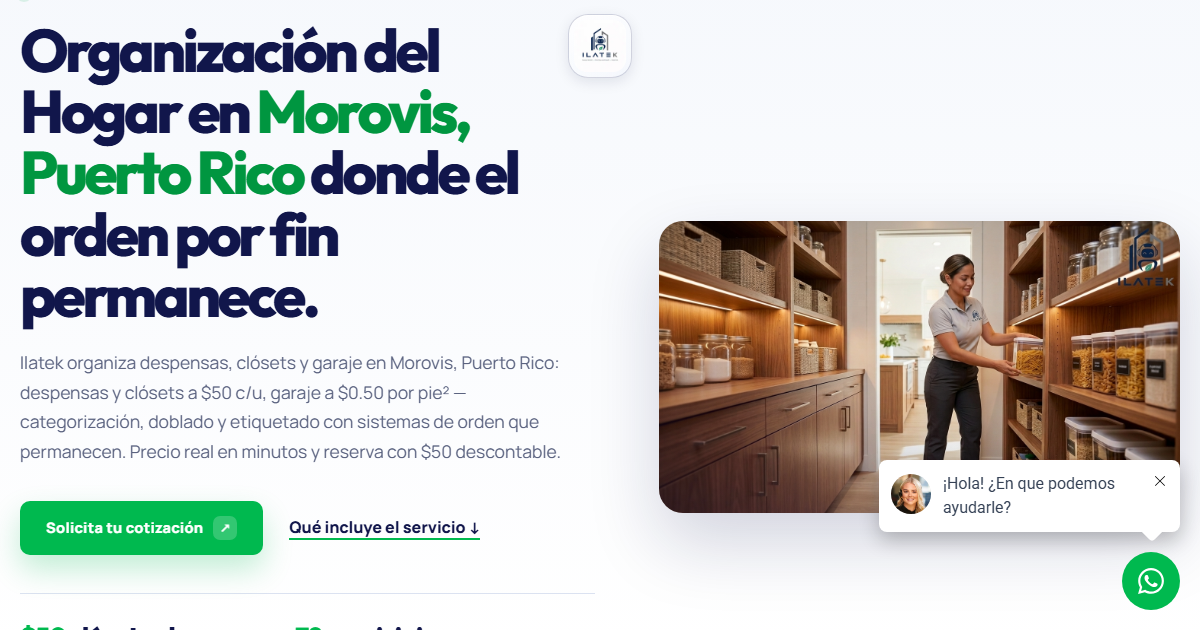 Organización del
Hogar en Morovis,
Puerto Rico donde el
orden por fin
permanece.
ILATEK
Ilatek organiza despensas, clósets y garaje en Morovis, Puerto Rico:
despensas y clósets a $50 c/u, garaje a $0.50 por pie² —
categorización, doblado y etiquetado con sistemas de orden que
permanecen. Precio real en minutos y reserva con $50 descontable.
Solicita tu cotización ↗
Qué incluye el servicio ↓
ILATEK
¡Hola! ¿En que podemos
ayudarle?